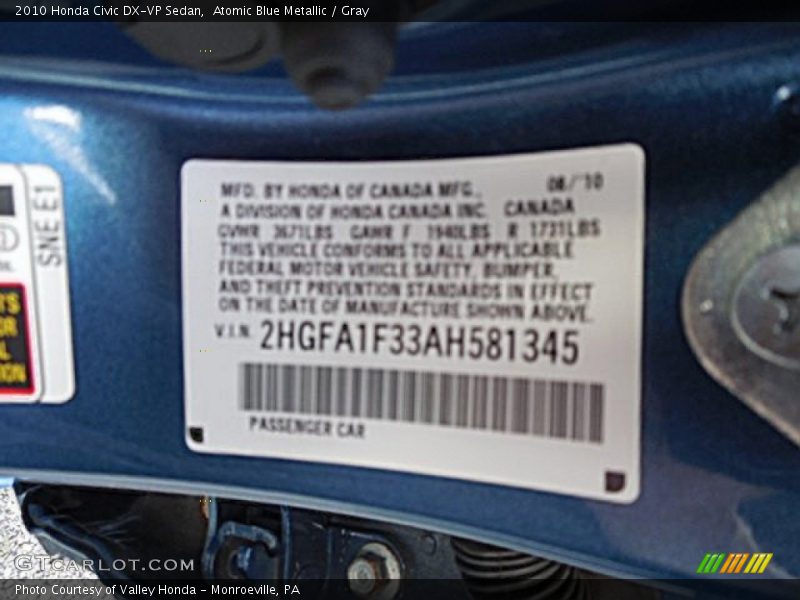 2010 Honda Civic DX-VP Sedan, Atomic Blue Metallic / Gray
MFD. BY HONDA OF CANADA MFG., 08/10
A DIVISION OF HONDA CANADA INC. CANADA
GVWR 3671LBS GAWR F 1940LBS R 1731LBS
THIS VEHICLE CONFORMS TO ALL APPLICABLE
FEDERAL MOTOR VEHICLE SAFETY, BUMPER,
AND THEFT PREVENTION STANDARDS IN EFFECT
ON THE DATE OF MANUFACTURE SHOWN ABOVE.
V.I.N. 2HGFA1F33AH581345
PASSENGER CAR
SNE E1
GTCARLOT.COM
Photo Courtesy of Valley Honda - Monroeville, PA